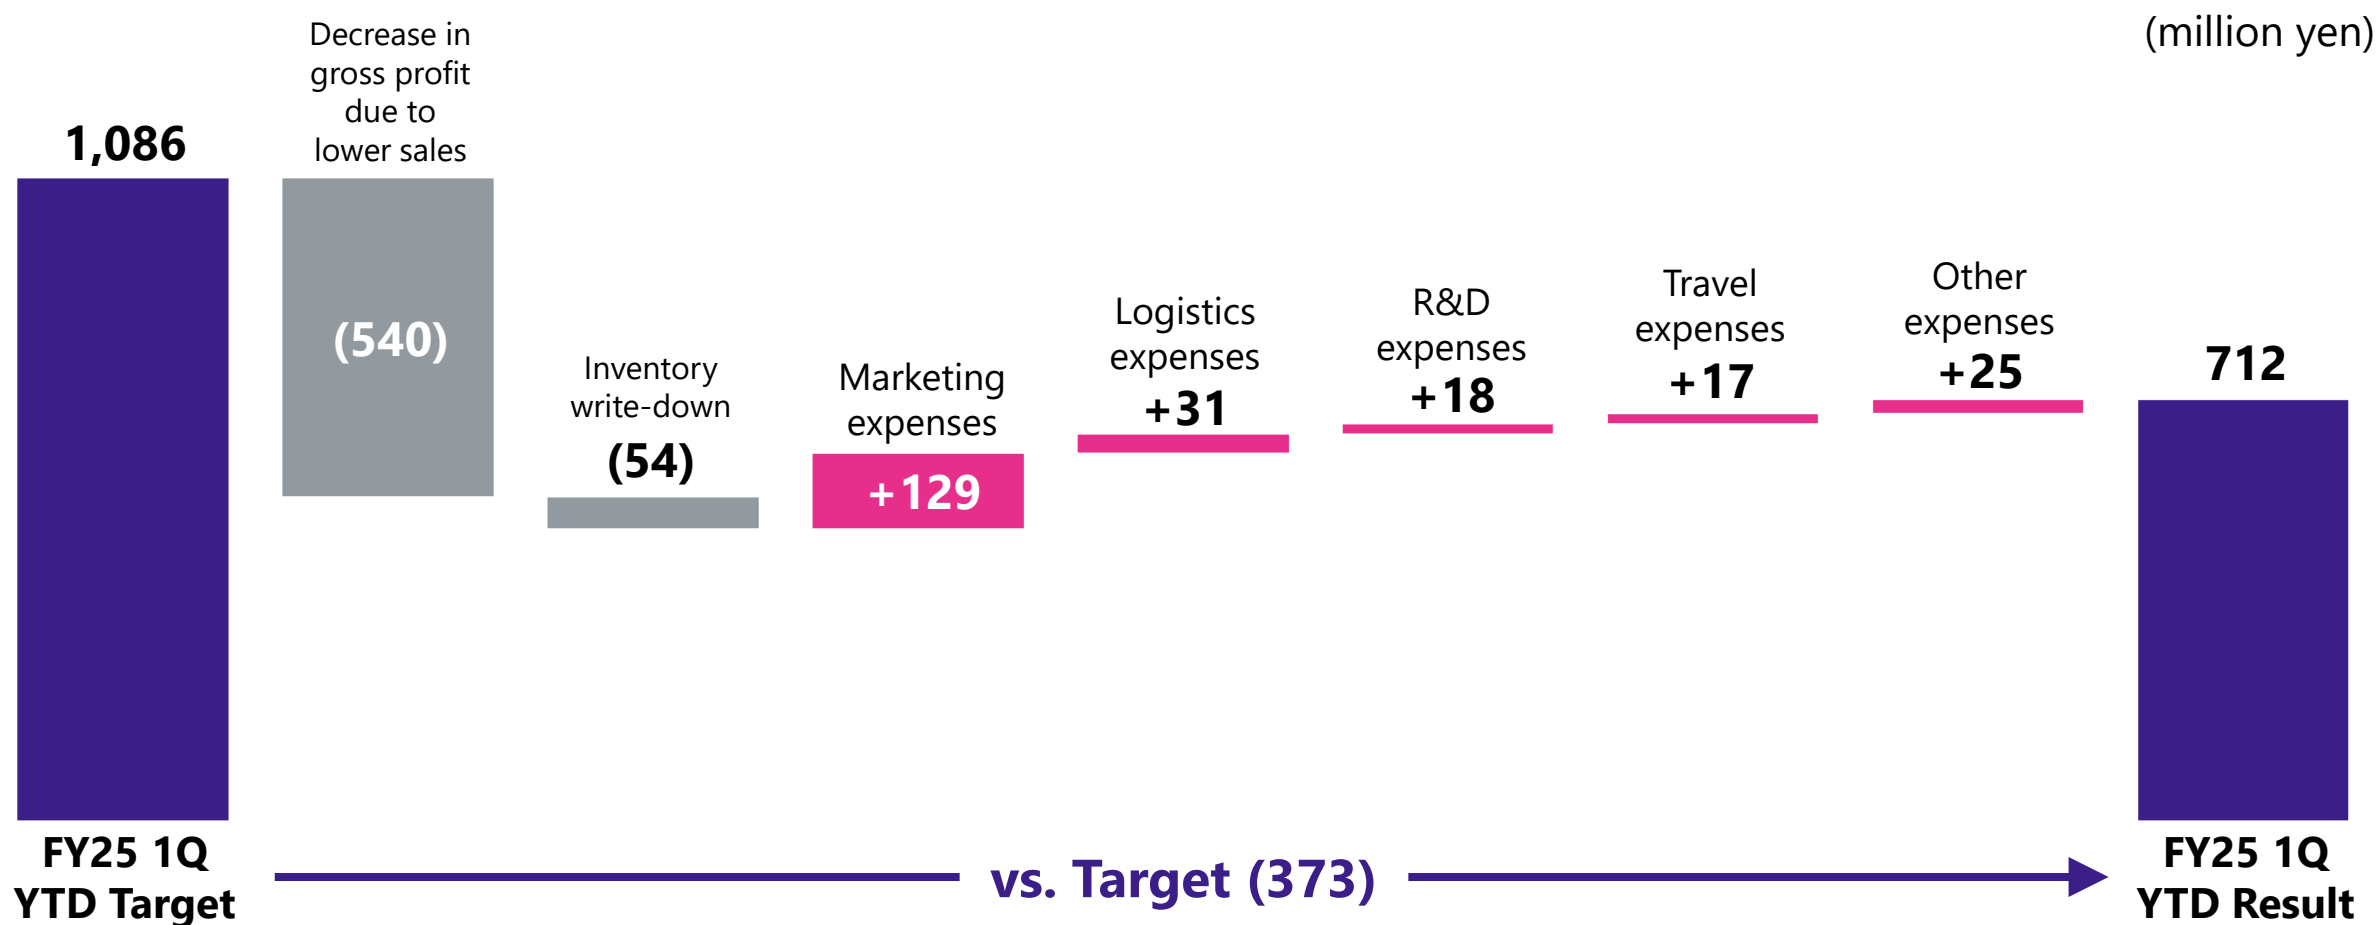 (million yen)
1,086
Decrease in
gross profit
due to
lower sales
(540)
Inventory
write-down
(54)
Marketing
expenses
+129
Logistics
expenses
+31
R&D
expenses
+18
Travel
expenses
+17
Other
expenses
+25
712
FY25 1Q
YTD Target
vs. Target (373)
FY25 1Q
YTD Result